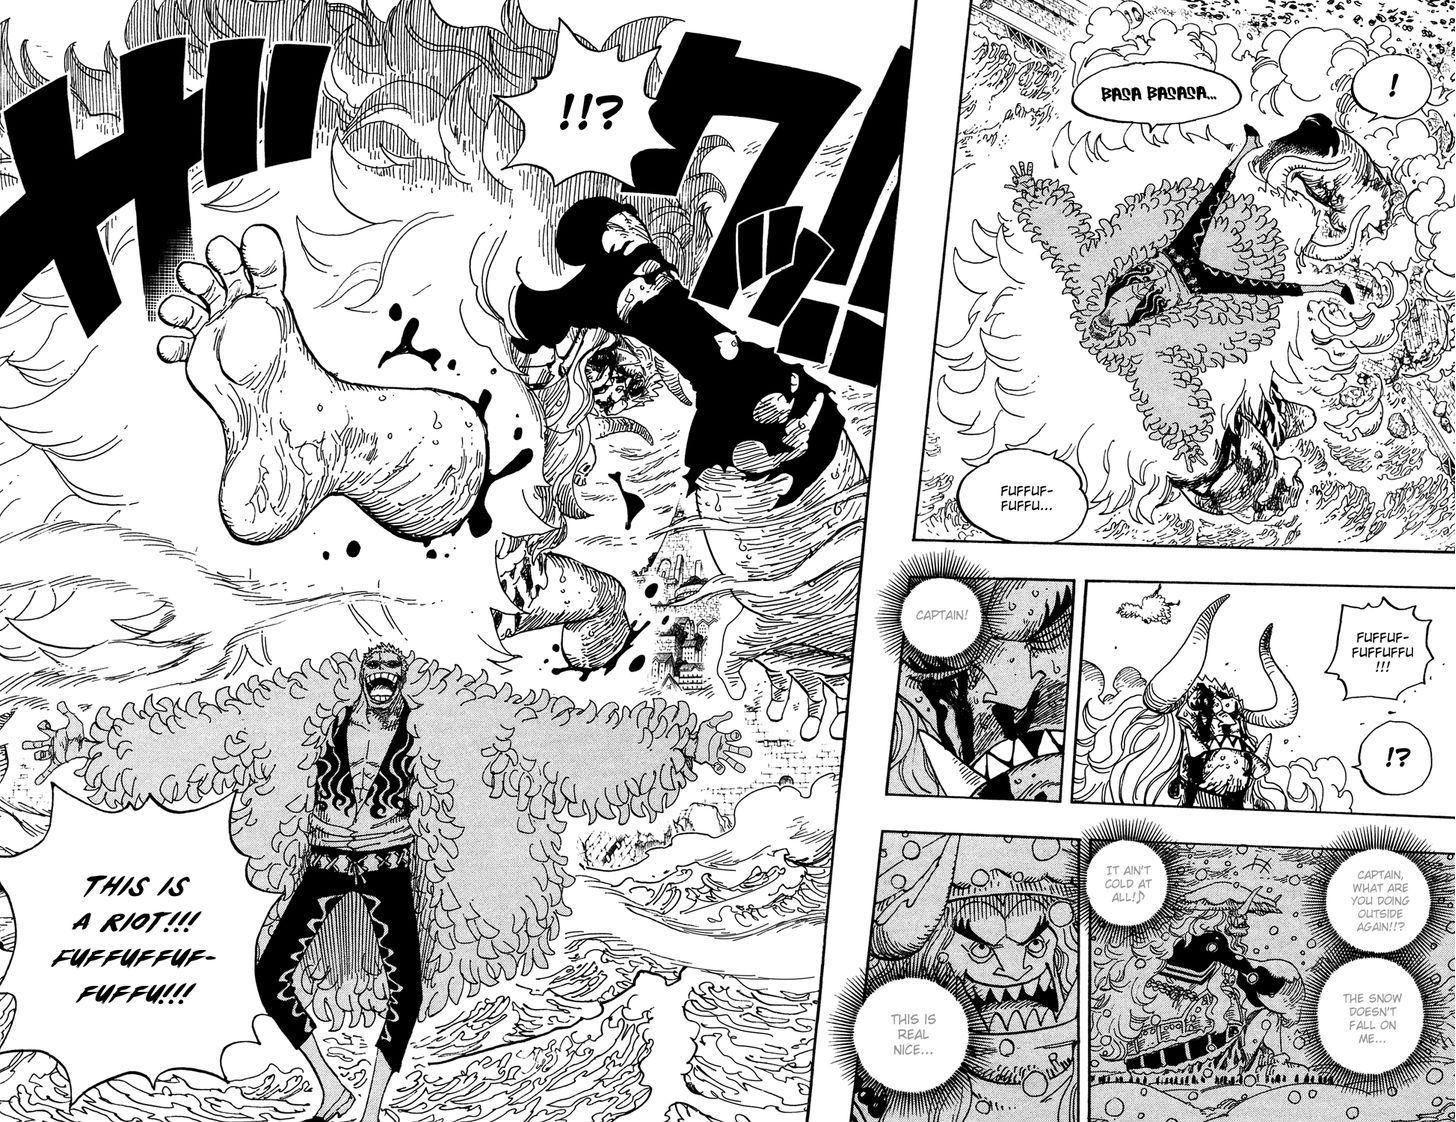 !
BASA BASASA...
FUFFUF-
FUFFU...
FUFFUF-
FUFFUFFU
!!!
!?
CAPTAIN!
CAPTAIN,
WHAT ARE
YOU DOING
OUTSIDE
AGAIN!!?
THE SNOW
DOESN'T
FALL ON
ME...
IT AIN'T
COLD AT
ALL!♪
THIS IS
REAL
NICE...
!!?
THIS IS
A RIOT!!!
FUFFUFFUF-
FUFFU!!!